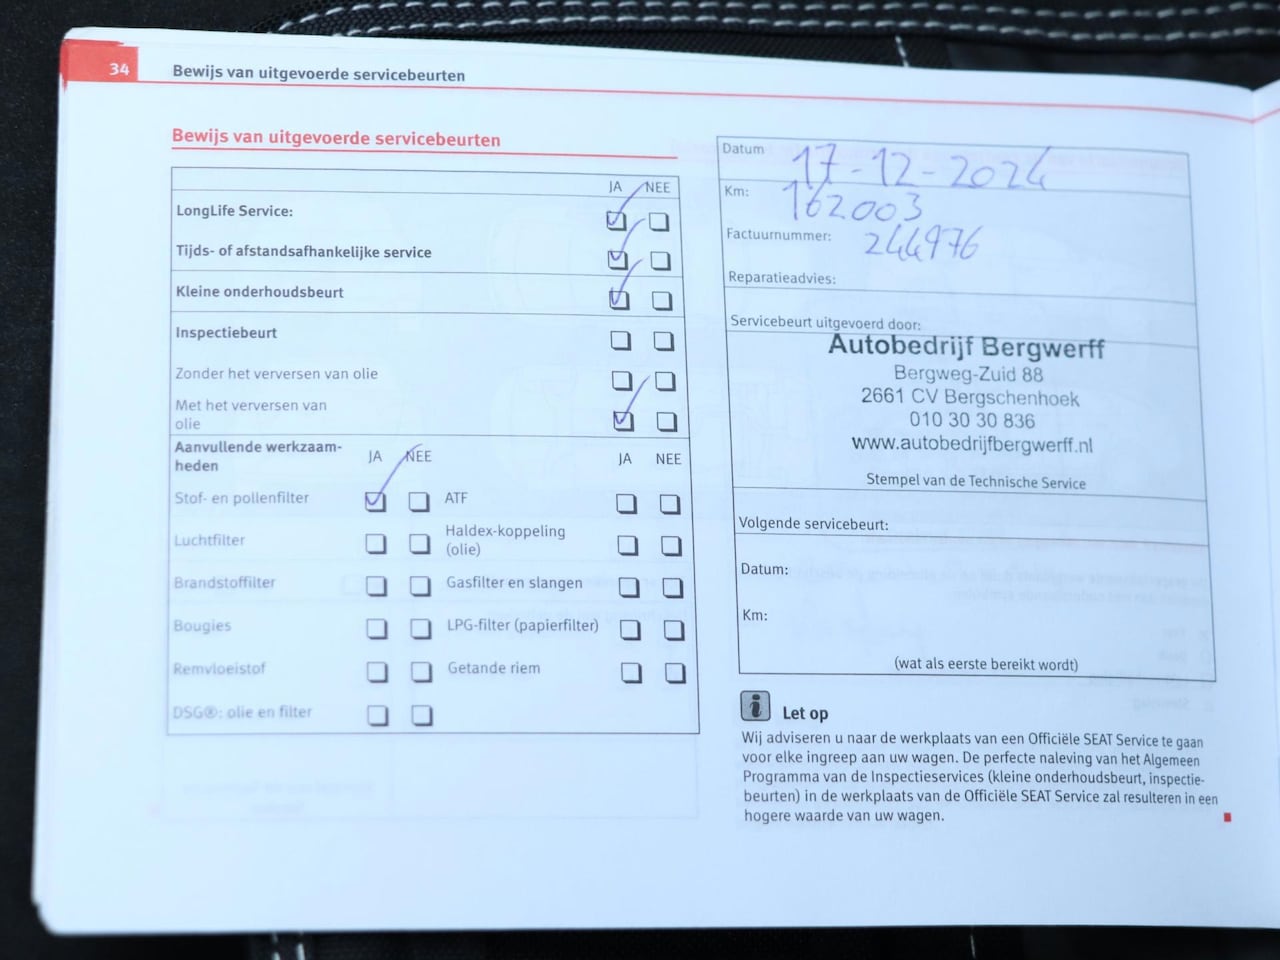 34
Bewijs van uitgevoerde servicebeurten
Bewijs van uitgevoerde servicebeurten
JA NEE
LongLife Service:
Tijds- of afstandsafhankelijke service
Kleine onderhoudsbeurt
Inspectiebeurt
Zonder het verversen van olie
Met het verversen van
olie
Aanvullende werkzaam-
heden
JA NEE
JA NEE
Stof- en pollenfilter
ATF
Luchtfilter
Haldex-koppeling
(olie)
Brandstoffilter
Gasfilter en slangen
Bougies
LPG-filter (papierfilter)
Remvloeistof
Getande riem
DSG®: olie en filter
Datum 17-12-2024
Km: 162003
Factuurnummer: 244976
Reparatieadvies:
Servicebeurt uitgevoerd door:
Autobedrijf Bergwerff
Bergweg-Zuid 88
2661 CV Bergschenhoek
010 30 30 836
www.autobedrijfbergwerff.nl
Stempel van de Technische Service
Volgende servicebeurt:
Datum:
Km:
(wat als eerste bereikt wordt)
i Let op
Wij adviseren u naar de werkplaats van een Officiële SEAT Service te gaan
voor elke ingreep aan uw wagen. De perfecte naleving van het Algemeen
Programma van de Inspectieservices (kleine onderhoudsbeurt, inspectie-
beurten) in de werkplaats van de Officiële SEAT Service zal resulteren in een
hogere waarde van uw wagen.